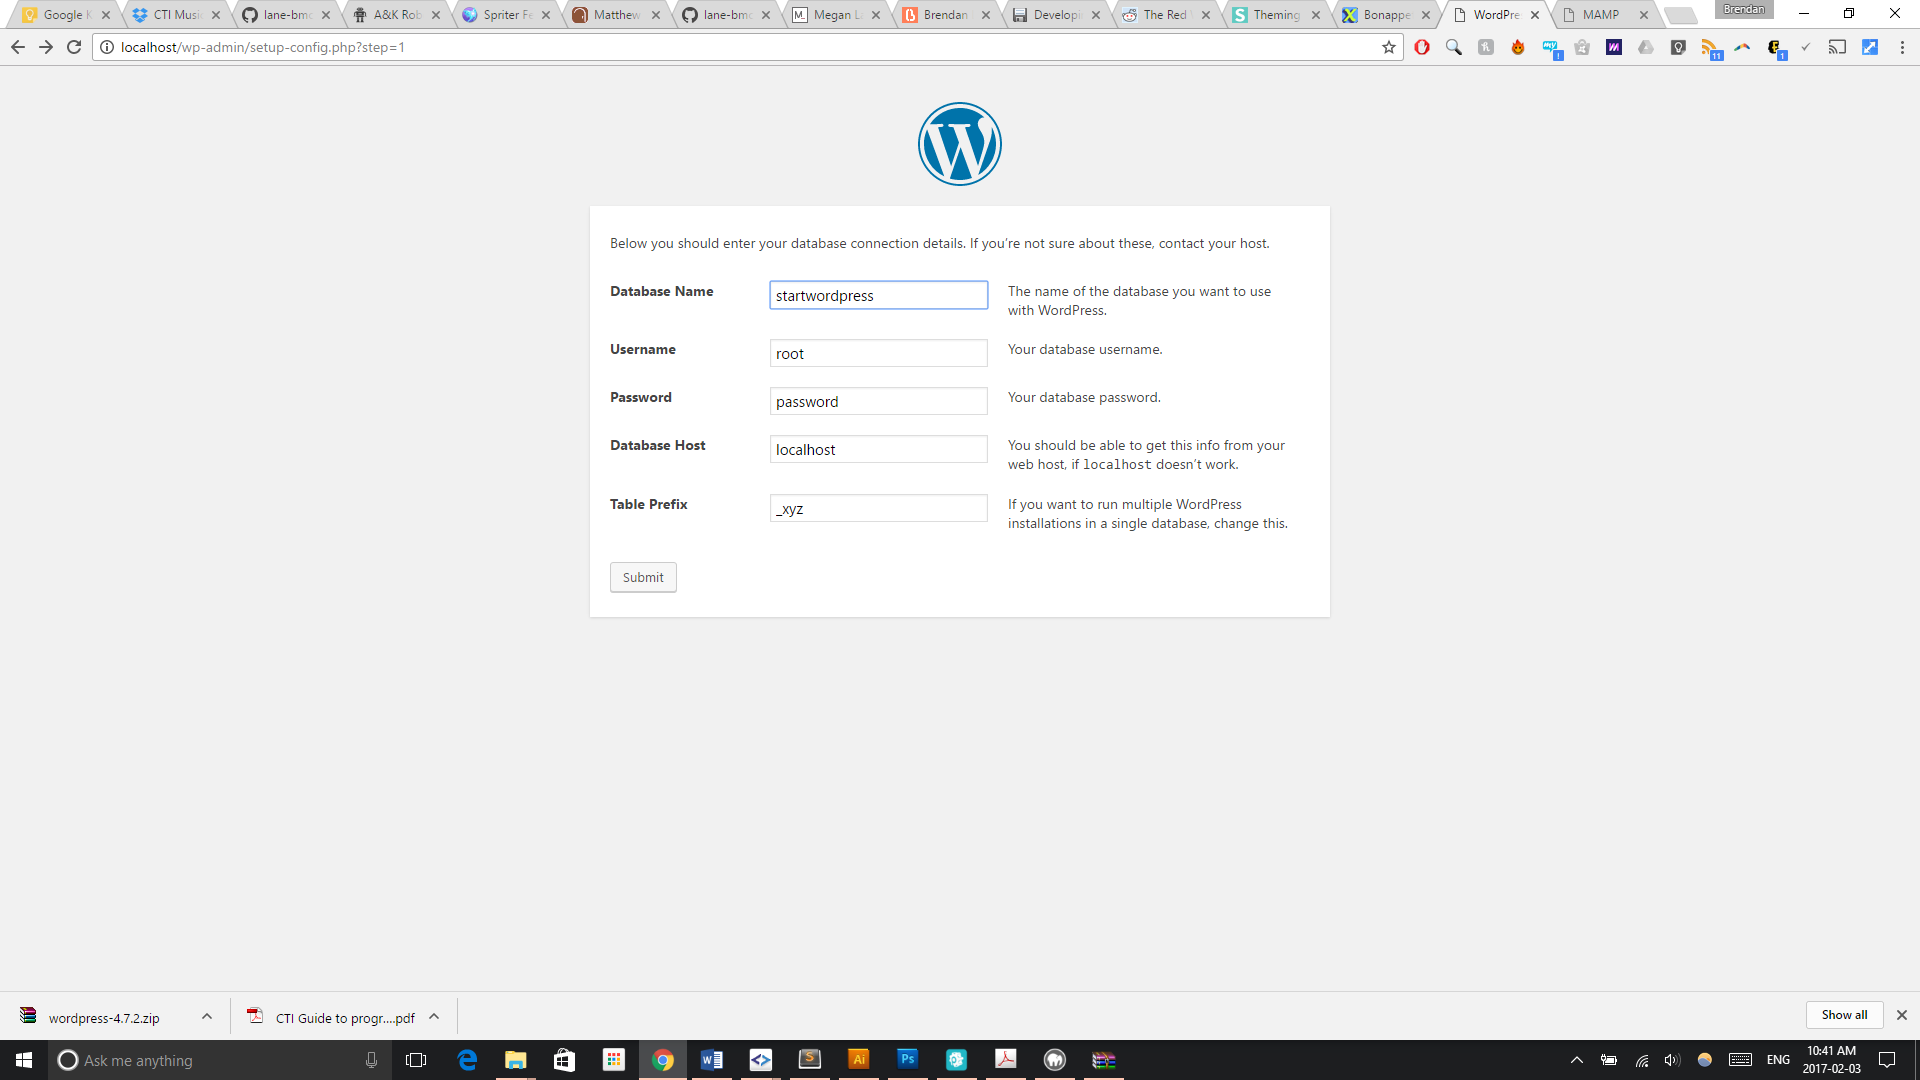 Google K
CTI Musi
lane-bmo
A&K Rob
Spriter Fe
Matthew
lane-bmo
Megan L
Brendan
Developi
The Red
Theming
Bonappe
WordPre
MAMP
Brendan
localhost/wp-admin/setup-config.php?step=1
Below you should enter your database connection details. If you’re not sure about these, contact your host.
Database Name startwordpress The name of the database you want to use
with WordPress.
Username root Your database username.
Password password Your database password.
Database Host localhost You should be able to get this info from your
web host, if localhost doesn’t work.
Table Prefix _xyz If you want to run multiple WordPress
installations in a single database, change this.
Submit
wordpress-4.7.2.zip
CTI Guide to progr....pdf
Show all
Ask me anything
ENG
10:41 AM
2017-02-03